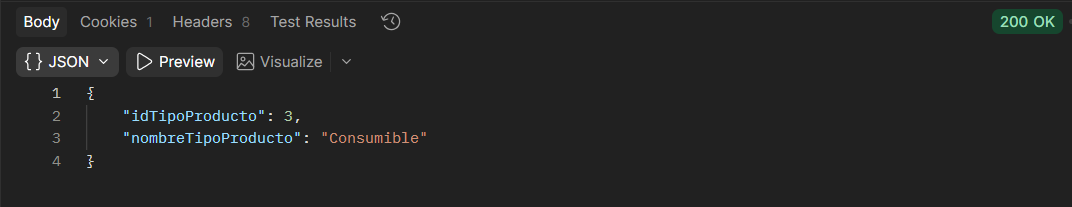 Body Cookies 1 Headers 8 Test Results 200 OK
{} JSON Preview Visualize
1 {
2 "idTipoProducto": 3,
3 "nombreTipoProducto": "Consumible"
4 }